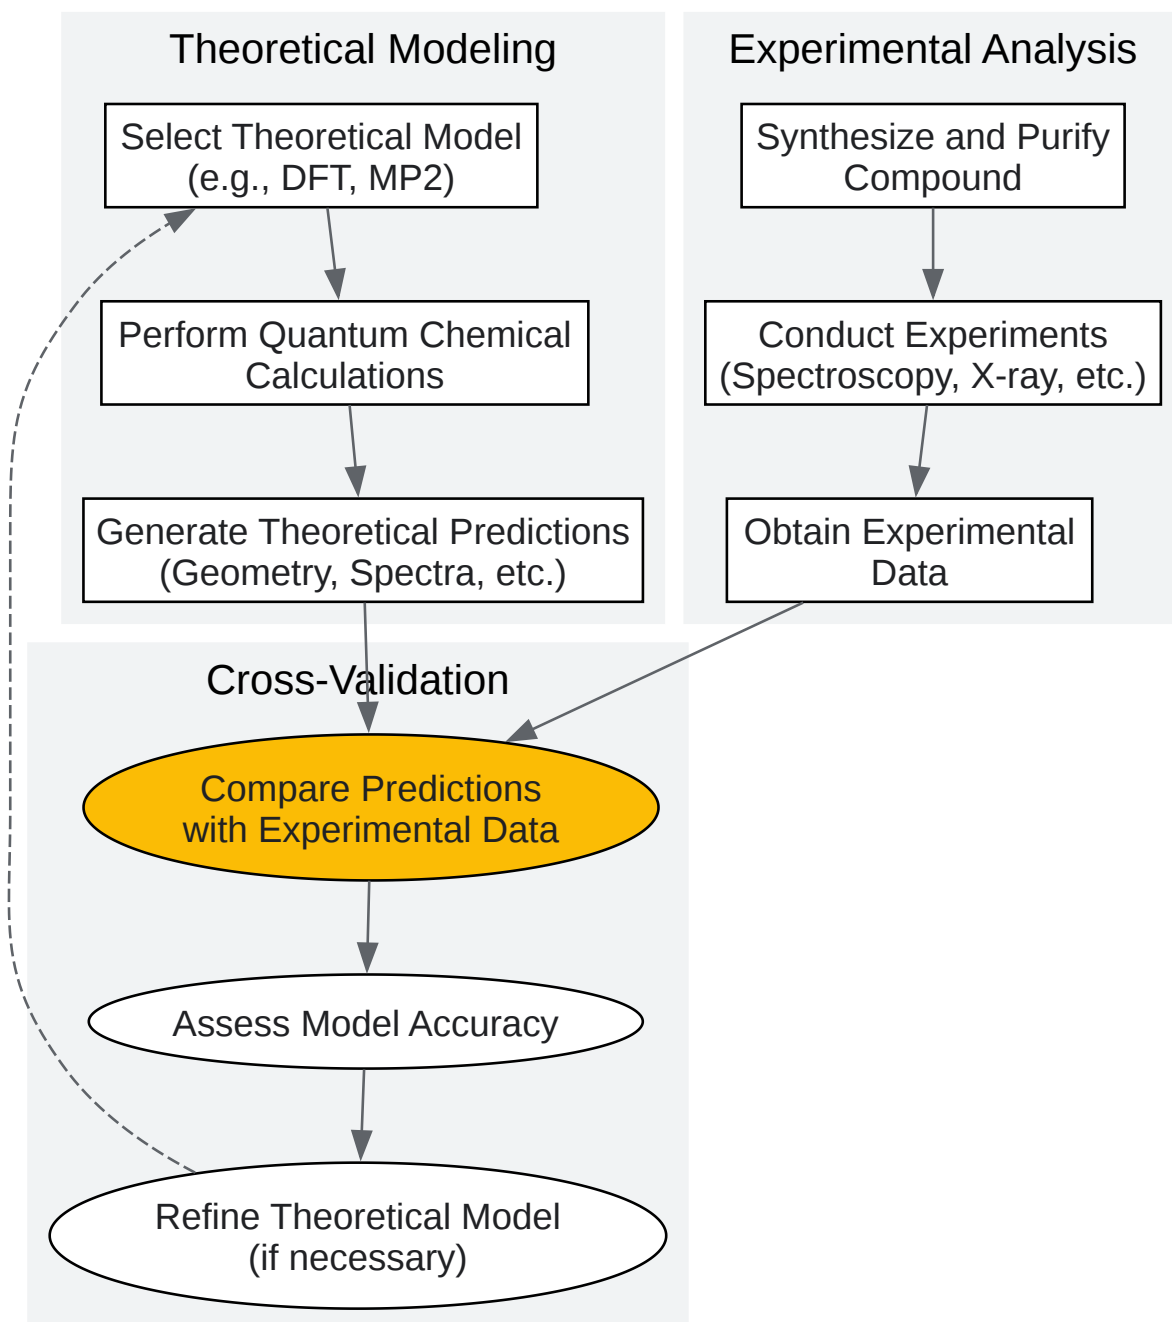 Theoretical Modeling
Select Theoretical Model
(e.g., DFT, MP2)
Perform Quantum Chemical
Calculations
Generate Theoretical Predictions
(Geometry, Spectra, etc.)
Experimental Analysis
Synthesize and Purify
Compound
Conduct Experiments
(Spectroscopy, X-ray, etc.)
Obtain Experimental
Data
Cross-Validation
Compare Predictions
with Experimental Data
Assess Model Accuracy
Refine Theoretical Model
(if necessary)